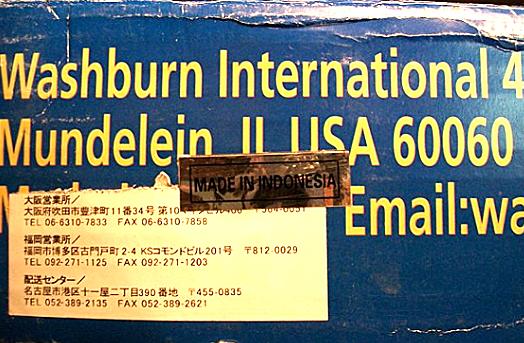 Washburn International 4
Mundelein, IL USA 60060
MADE IN INDONESIA
Email:wa
大阪営業所／
大阪府吹田市豊津町11番34号 第10
TEL 06-6310-7833 FAX 06-6310-7858
福岡営業所／
福岡市博多区古門戸町2-4 KSコモンドビル201号 〒812-0029
TEL 092-271-1125 FAX 092-271-1203
配送センター／
名古屋市港区十一屋二丁目390番地 〒455-0835
TEL 052-389-2135 FAX 052-389-2621